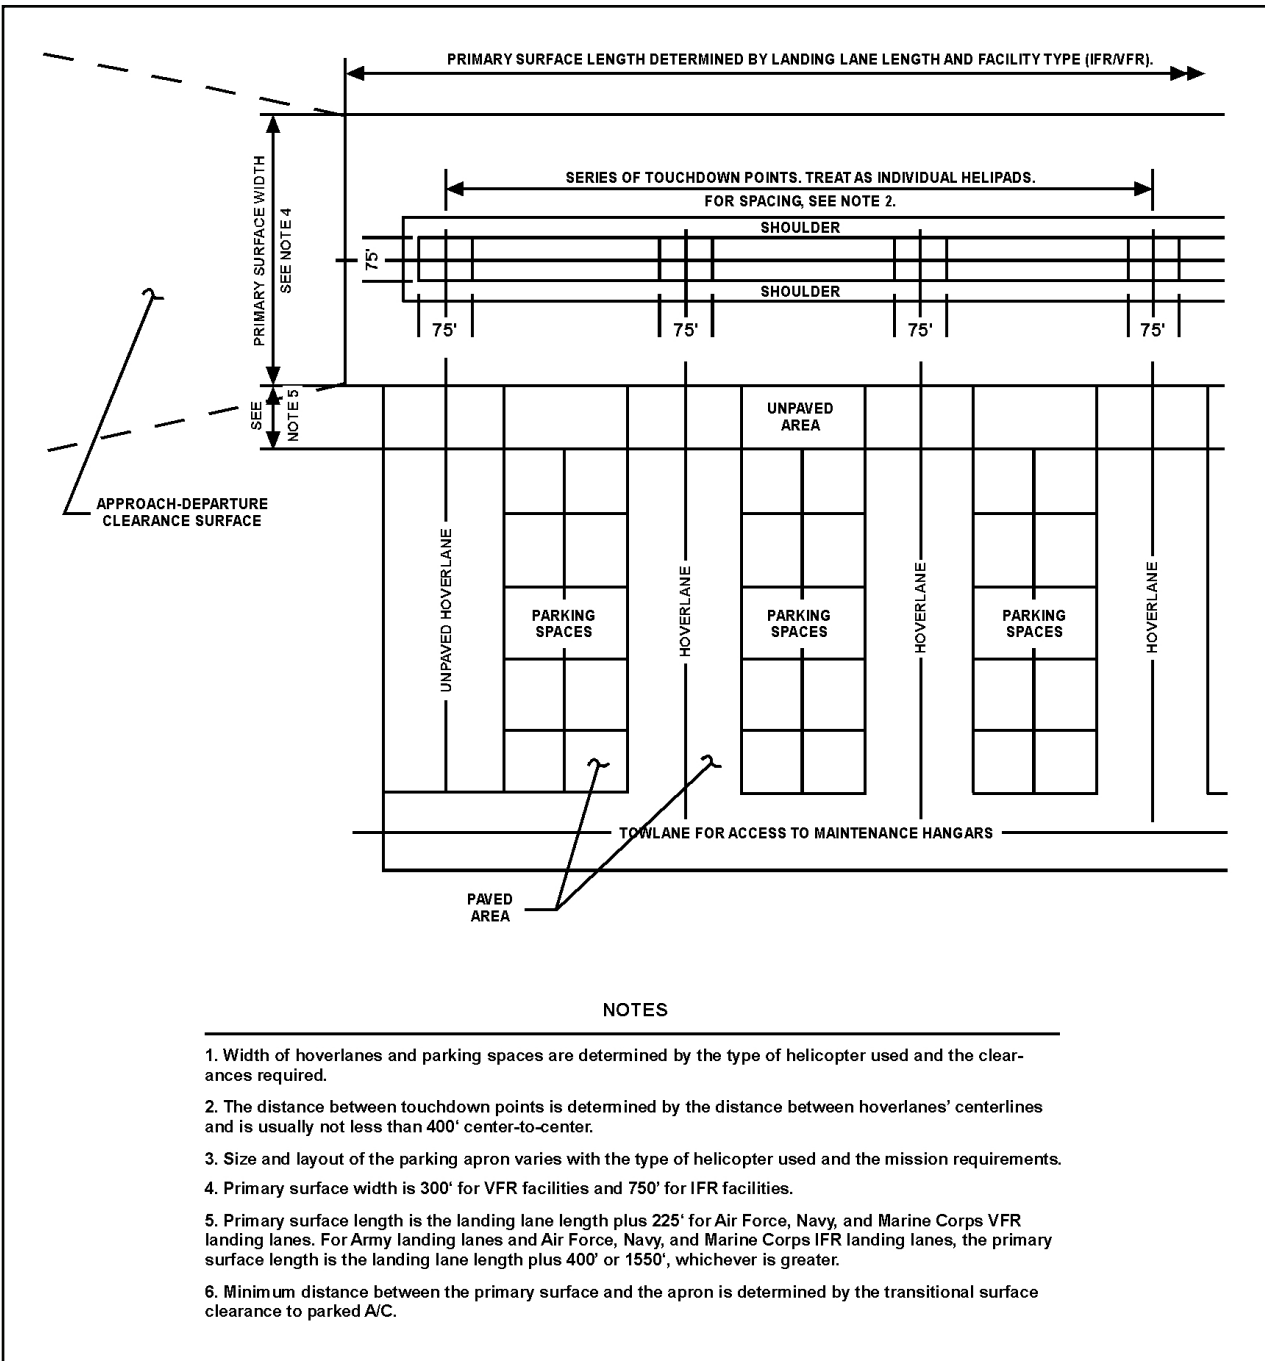 PRIMARY SURFACE LENGTH DETERMINED BY LANDING LANE LENGTH AND FACILITY TYPE (IFR/VFR).
PRIMARY SURFACE WIDTH
SEE NOTE 4
SERIES OF TOUCHDOWN POINTS. TREAT AS INDIVIDUAL HELIPADS.
FOR SPACING, SEE NOTE 2.
SHOULDER
75'
SHOULDER
75'
75'
75'
75'
SEE
NOTE 5
UNPAVED
AREA
APPROACH-DEPARTURE
CLEARANCE SURFACE
UNPAVED HOVERLANE
PARKING
SPACES
HOVERLANE
PARKING
SPACES
HOVERLANE
PARKING
SPACES
HOVERLANE
TOWLANE FOR ACCESS TO MAINTENANCE HANGARS
PAVED
AREA
NOTES
1. Width of hoverlanes and parking spaces are determined by the type of helicopter used and the clear-
ances required.
2. The distance between touchdown points is determined by the distance between hoverlanes’ centerlines
and is usually not less than 400‘ center-to-center.
3. Size and layout of the parking apron varies with the type of helicopter used and the mission requirements.
4. Primary surface width is 300‘ for VFR facilities and 750’ for IFR facilities.
5. Primary surface length is the landing lane length plus 225‘ for Air Force, Navy, and Marine Corps VFR
landing lanes. For Army landing lanes and Air Force, Navy, and Marine Corps IFR landing lanes, the primary
surface length is the landing lane length plus 400’ or 1550‘, whichever is greater.
6. Minimum distance between the primary surface and the apron is determined by the transitional surface
clearance to parked A/C.